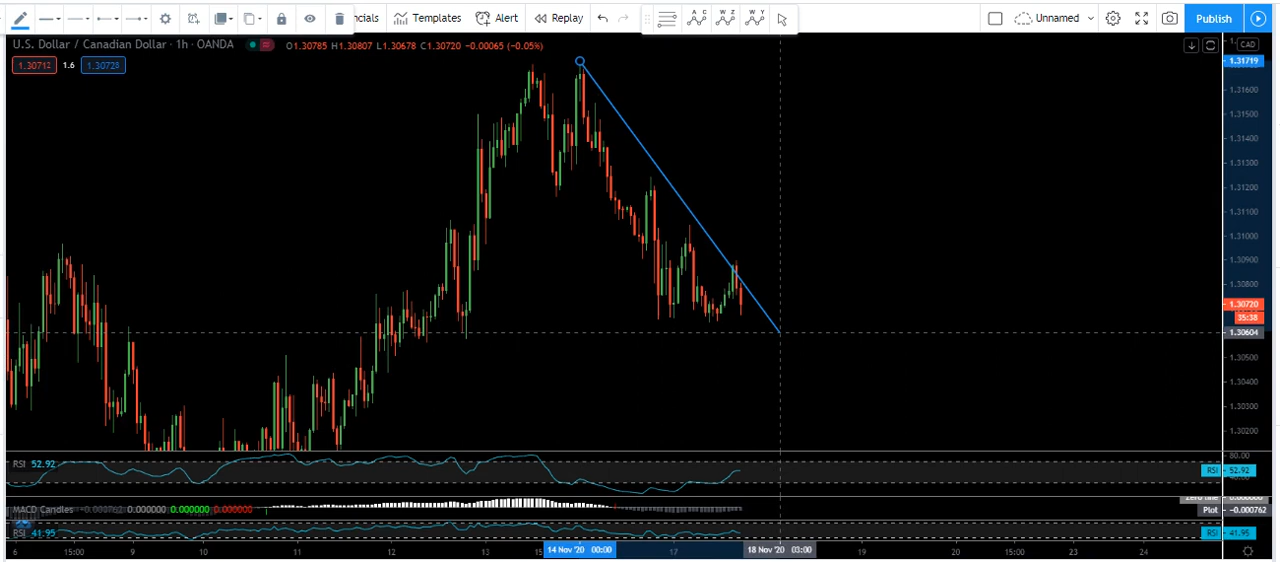 ncials Templates Alert Replay A C W Z W Y Unnamed Publish
U.S. Dollar / Canadian Dollar · 1h · OANDA O1.30785 H1.30807 L1.30678 C1.30720 −0.00065 (−0.05%)
CAD
1.30712 1.6 1.30728
1.31719
1.31600
1.31500
1.31400
1.31300
1.31200
1.31100
1.31000
1.30900
1.30800
1.30720
35:38
1.30604
1.30500
1.30400
1.30300
1.30200
80.00
RSI 52.92
RSI 52.92
MACD Candles −0.000762 0.000000 0.000000 0.000000
Plot −0.000762
RSI 41.95
RSI 41.95
6 15:00 9 10 11 12 13 14 Nov '20 00:00 17 18 Nov '20 03:00 19 20 15:00 23 24